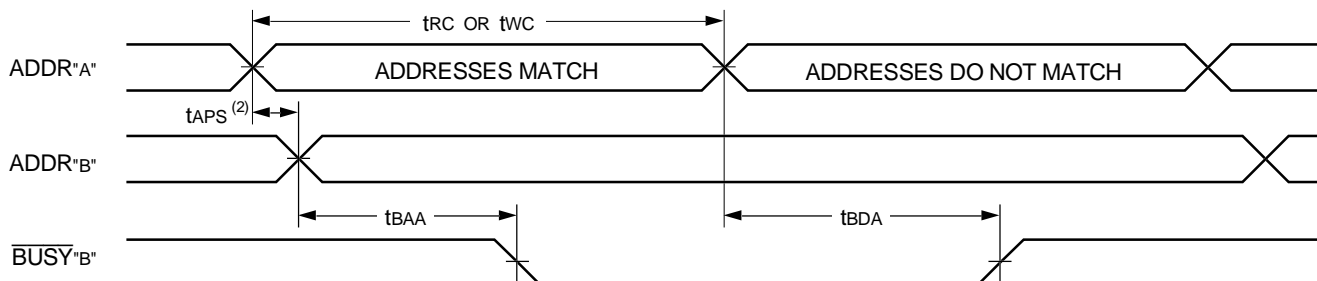 tRC OR tWC
ADDR"A"
ADDRESSES MATCH
ADDRESSES DO NOT MATCH
tAPS (2)
ADDR"B"
tBAA
tBDA
BUSY"B"